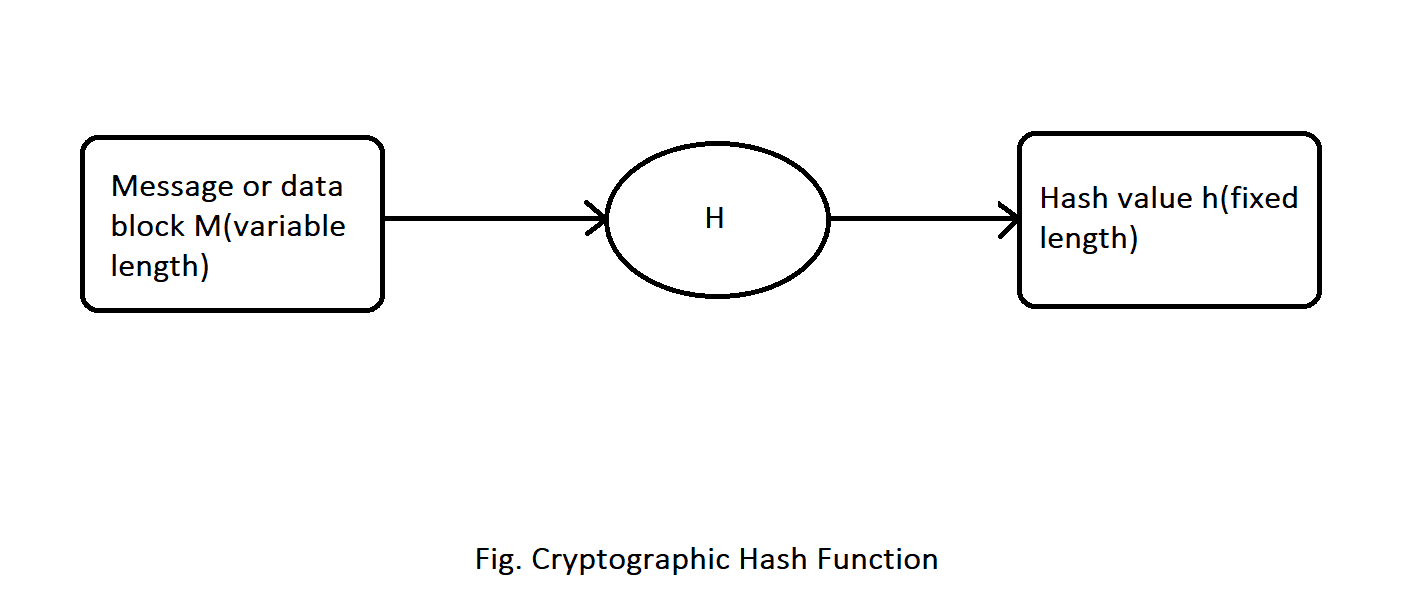 Message or data
block M(variable
length)
H
Hash value h(fixed
length)
Fig. Cryptographic Hash Function